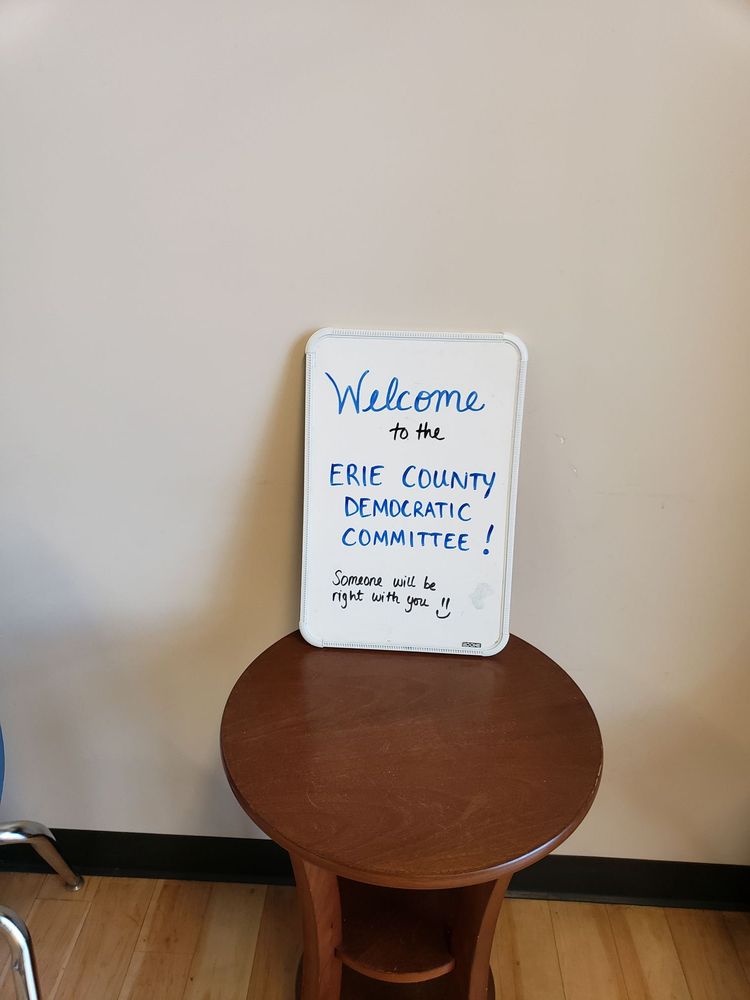 Welcome
to the
ERIE COUNTY
DEMOCRATIC
COMMITTEE !
Someone will be
right with you !!